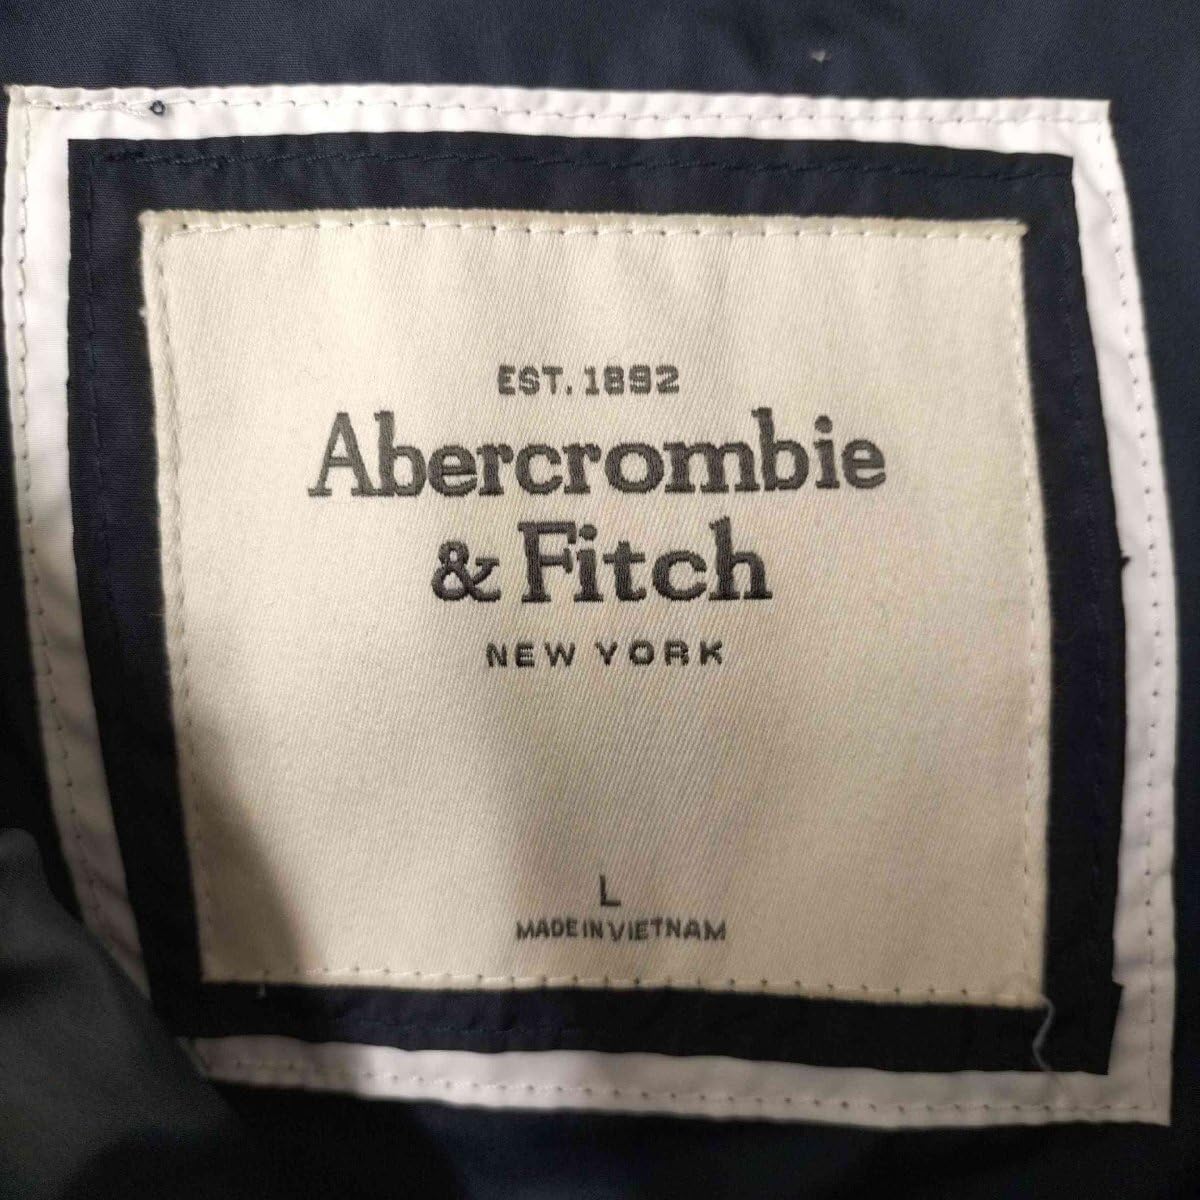 EST. 1892
Abercrombie
& Fitch
NEW YORK
L
MADE IN VIETNAM